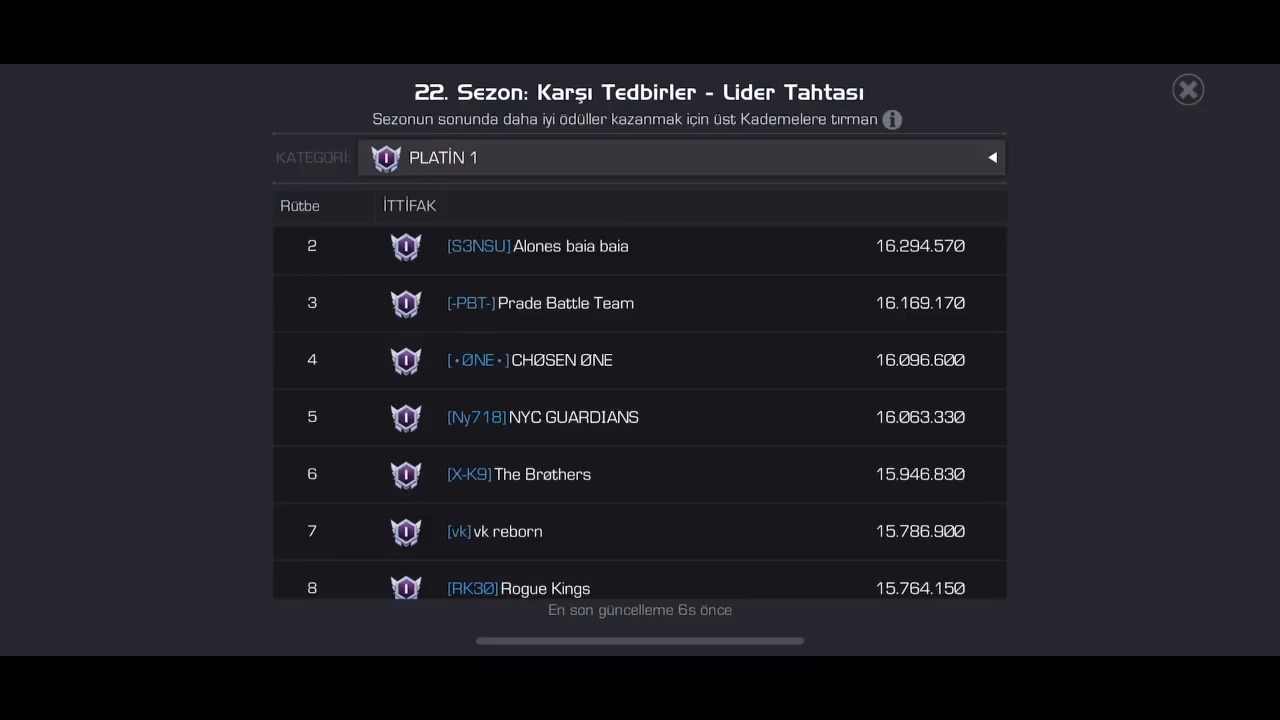 22. Sezon: Karşı Tedbirler - Lider Tahtası
Sezonun sonunda daha iyi ödüller kazanmak için üst Kademelere tırman
KATEGORİ: PLATİN 1
Rütbe İTTİFAK
2 [S3NSU] Alones baia baia 16.294.570
3 [-PBT-] Prade Battle Team 16.169.170
4 [•ØNE•] CHØSEN ØNE 16.096.600
5 [Ny718] NYC GUARDIANS 16.063.330
6 [X-K9] The Brøthers 15.946.830
7 [vk] vk reborn 15.786.900
8 [RK30] Rogue Kings 15.764.150
En son güncelleme 6s önce